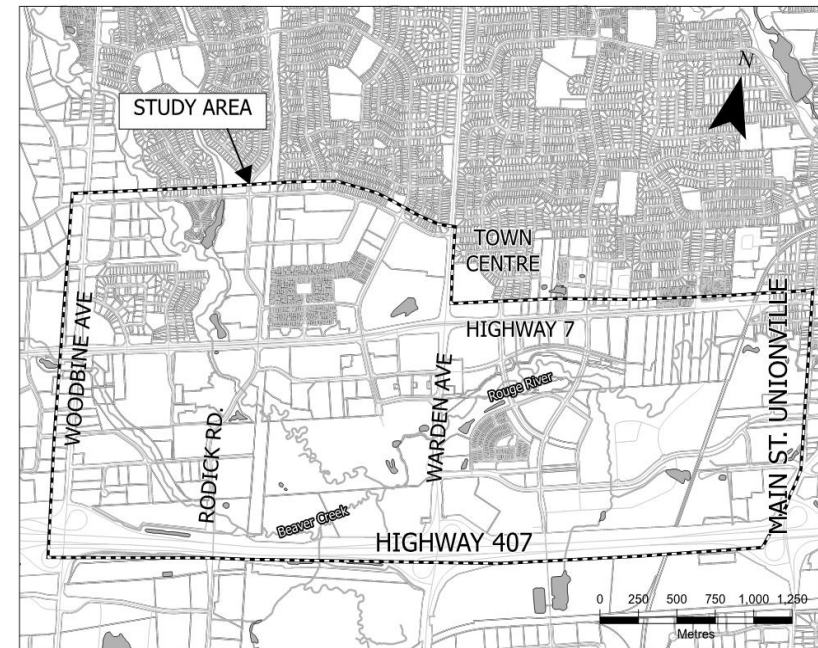 N
STUDY AREA
TOWN
CENTRE
HIGHWAY 7
WOODBINE AVE
RODICK RD.
WARDEN AVE
Rouge River
MAIN ST. UNIONVILLE
Beaver Creek
HIGHWAY 407
0 250 500 750 1,000 1,250
Metres